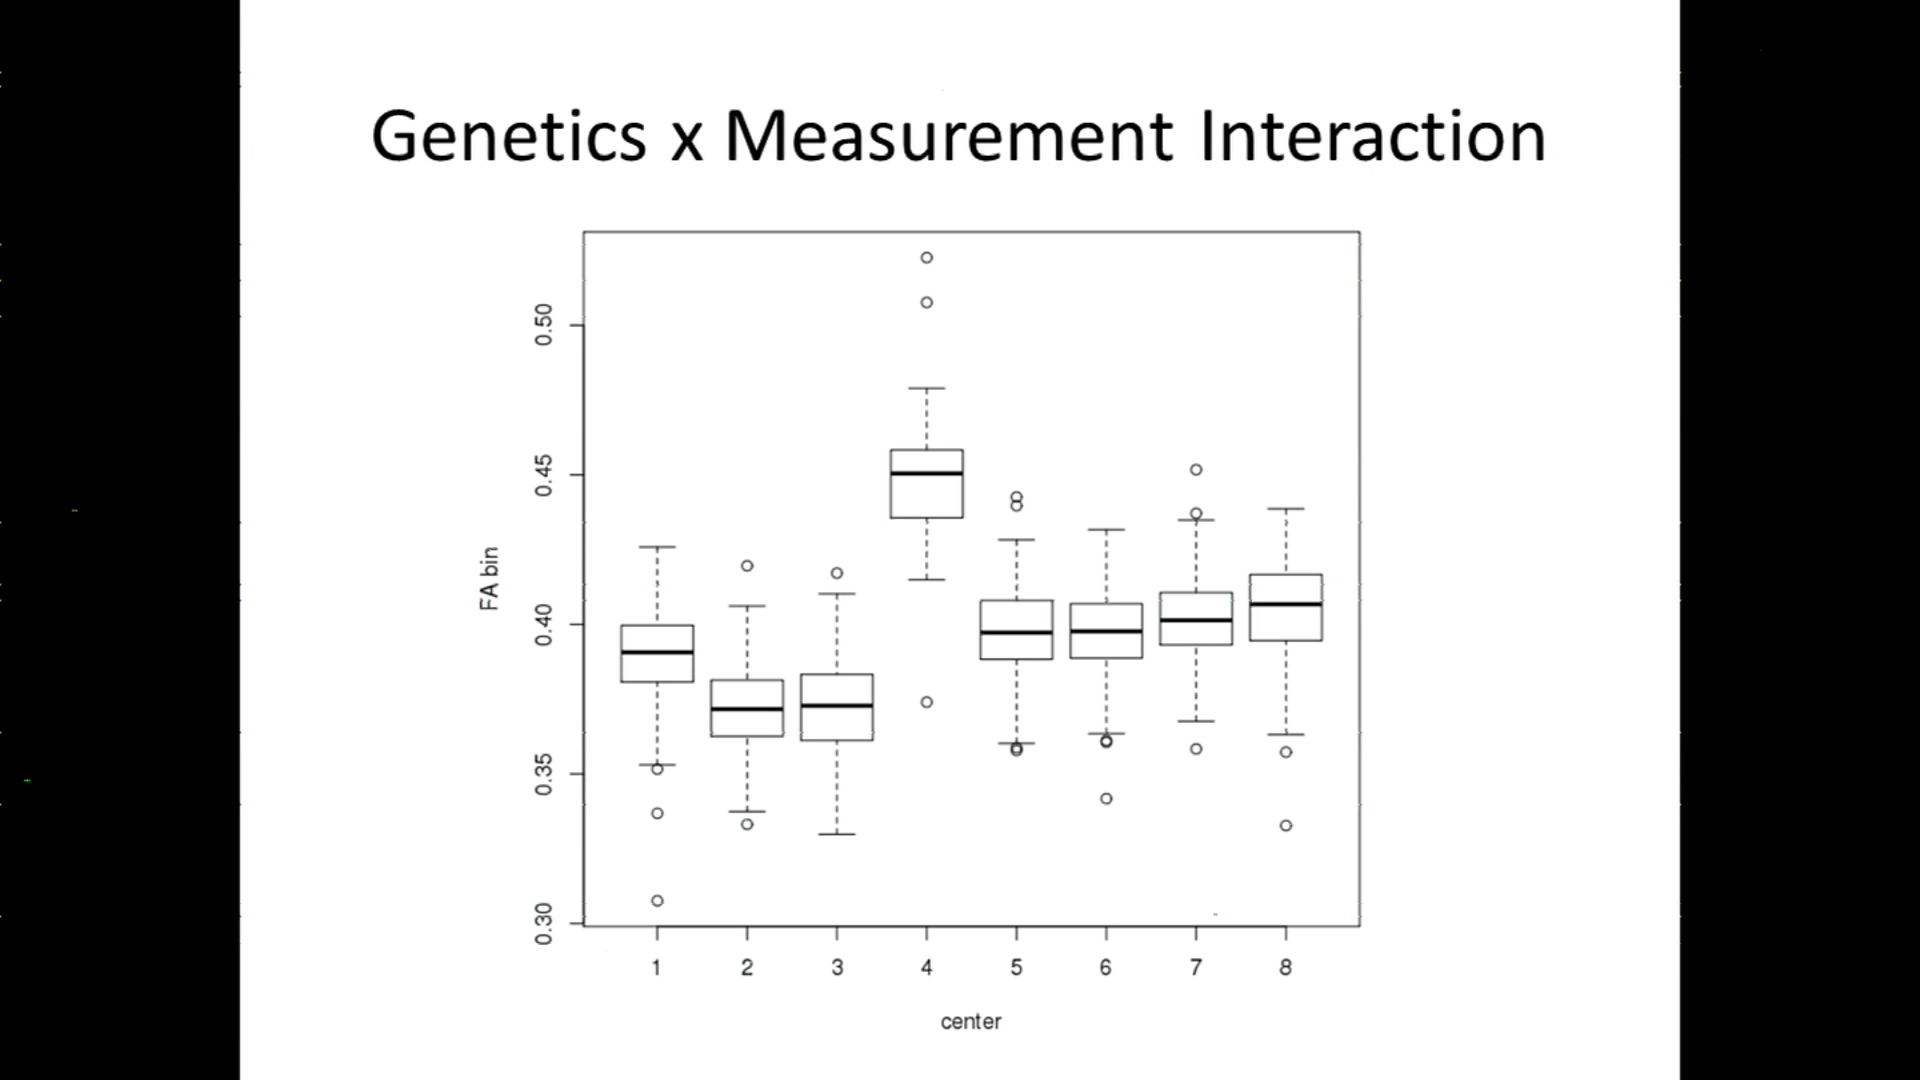 Genetics x Measurement Interaction
0.50
0.45
0.40
0.35
0.30
FA bin
1 2 3 4 5 6 7 8
center